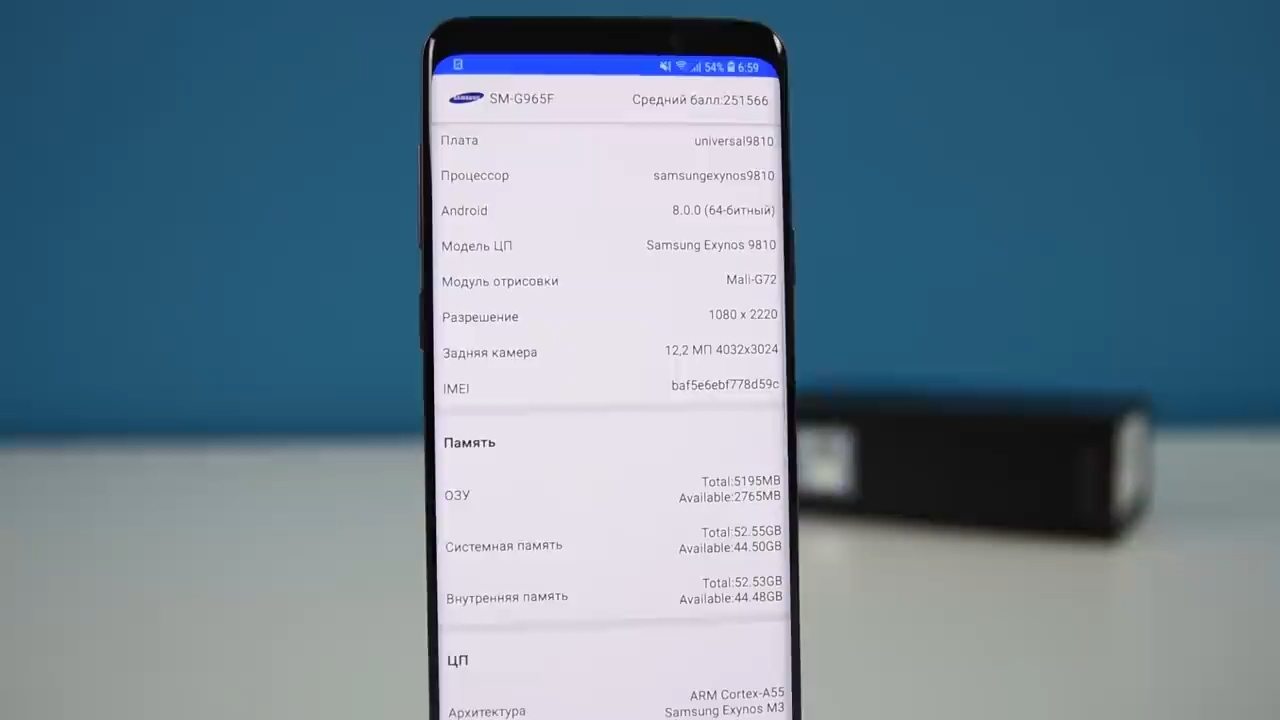 54% 6:59
SAMSUNG SM-G965F Средний балл:251566
Плата universal9810
Процессор samsungexynos9810
Android 8.0.0 (64-битный)
Модель ЦП Samsung Exynos 9810
Модуль отрисовки Mali-G72
Разрешение 1080 x 2220
Задняя камера 12,2 МП 4032x3024
IMEI baf5e6ebf778d59c
Память
ОЗУ Total:5195MB
Available:2765MB
Системная память Total:52.55GB
Available:44.50GB
Внутренняя память Total:52.53GB
Available:44.48GB
ЦП
Архитектура ARM Cortex-A55
Samsung Exynos M3